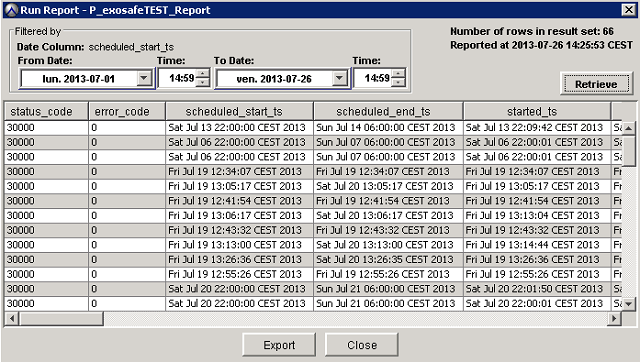 Run Report - P_exosafeTEST_Report
Filtered by
Date Column: scheduled_start_ts
From Date: Time: To Date: Time:
lun. 2013-07-01 14:59 ven. 2013-07-26 14:59
Number of rows in result set: 66
Reported at 2013-07-26 14:25:53 CEST
Retrieve
status_code error_code scheduled_start_ts scheduled_end_ts started_ts
30000 0 Sat Jul 13 22:00:00 CEST 2013 Sun Jul 14 06:00:00 CEST 2013 Sat Jul 13 22:09:42 CEST 2013 Sa
30000 0 Sat Jul 06 22:00:00 CEST 2013 Sun Jul 07 06:00:00 CEST 2013 Sat Jul 06 22:00:01 CEST 2013 Sa
30000 0 Sat Jul 06 22:00:00 CEST 2013 Sun Jul 07 06:00:00 CEST 2013 Sat Jul 06 22:00:01 CEST 2013 Sa
30000 0 Fri Jul 19 12:34:07 CEST 2013 Fri Jul 19 12:34:07 CEST 2013 Fri Jul 19 12:34:07 CEST 2013 Fr
30000 0 Fri Jul 19 13:05:17 CEST 2013 Sat Jul 20 13:05:17 CEST 2013 Fri Jul 19 13:05:17 CEST 2013 Fr
30000 0 Fri Jul 19 12:41:54 CEST 2013 Fri Jul 19 12:41:54 CEST 2013 Fri Jul 19 12:41:54 CEST 2013 Fr
30000 0 Fri Jul 19 13:06:17 CEST 2013 Sat Jul 20 13:06:17 CEST 2013 Fri Jul 19 13:13:04 CEST 2013 Fr
30000 0 Fri Jul 19 12:43:32 CEST 2013 Fri Jul 19 12:43:32 CEST 2013 Fri Jul 19 12:43:32 CEST 2013 Fr
30000 0 Fri Jul 19 13:13:00 CEST 2013 Sat Jul 20 13:13:00 CEST 2013 Fri Jul 19 13:14:44 CEST 2013 Fr
30000 0 Fri Jul 19 13:26:36 CEST 2013 Sat Jul 20 13:26:35 CEST 2013 Fri Jul 19 13:26:36 CEST 2013 Fr
30000 0 Fri Jul 19 12:55:26 CEST 2013 Fri Jul 19 12:55:26 CEST 2013 Fri Jul 19 12:55:26 CEST 2013 Fr
30000 0 Sat Jul 20 22:00:00 CEST 2013 Sun Jul 21 06:00:00 CEST 2013 Sat Jul 20 22:01:50 CEST 2013 Sa
30000 0 Sat Jul 20 22:00:00 CEST 2013 Sun Jul 21 06:00:00 CEST 2013 Sat Jul 20 22:00:01 CEST 2013 Sa
Export Close